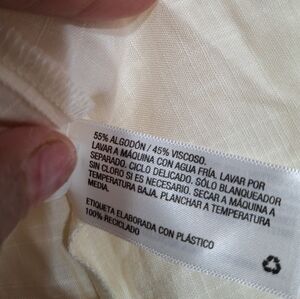 55% ALGODÓN / 45% VISCOSO.
LAVAR A MÁQUINA CON AGUA FRÍA. LAVAR POR
SEPARADO. CICLO DELICADO. SÓLO BLANQUEADOR
SIN CLORO SI ES NECESARIO. SECAR A MÁQUINA A
TEMPERATURA BAJA. PLANCHAR A TEMPERATURA
MEDIA.
ETIQUETA ELABORADA CON PLÁSTICO
100% RECICLADO